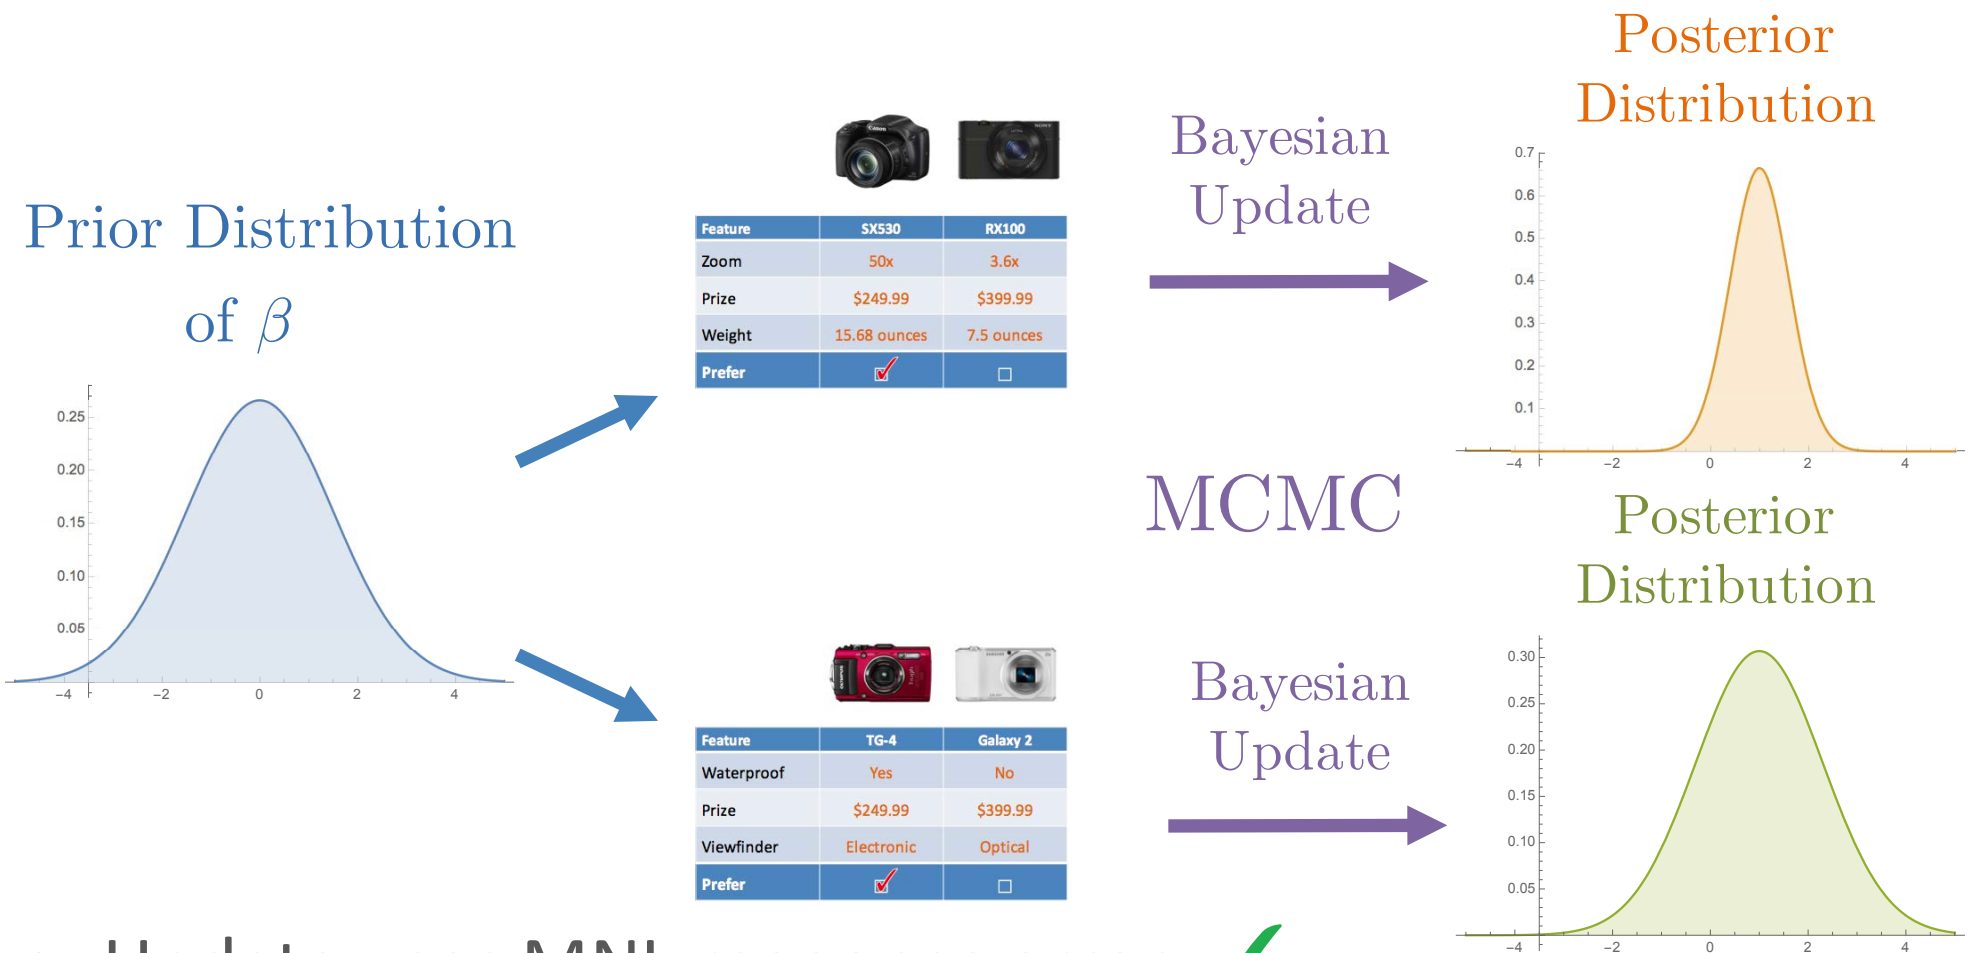 Prior Distribution
of β
0.25
0.20
0.15
0.10
0.05
−4 −2 0 2 4
Canon SONY
Feature SX530 RX100
Zoom 50x 3.6x
Prize $249.99 $399.99
Weight 15.68 ounces 7.5 ounces
Prefer
Bayesian
Update
MCMC
Posterior
Distribution
0.7
0.6
0.5
0.4
0.3
0.2
0.1
−4 −2 0 2 4
OLYMPUS Tough SAMSUNG
Feature TG-4 Galaxy 2
Waterproof Yes No
Prize $249.99 $399.99
Viewfinder Electronic Optical
Prefer
Bayesian
Update
Posterior
Distribution
0.30
0.25
0.20
0.15
0.10
0.05
−4 −2 0 2 4